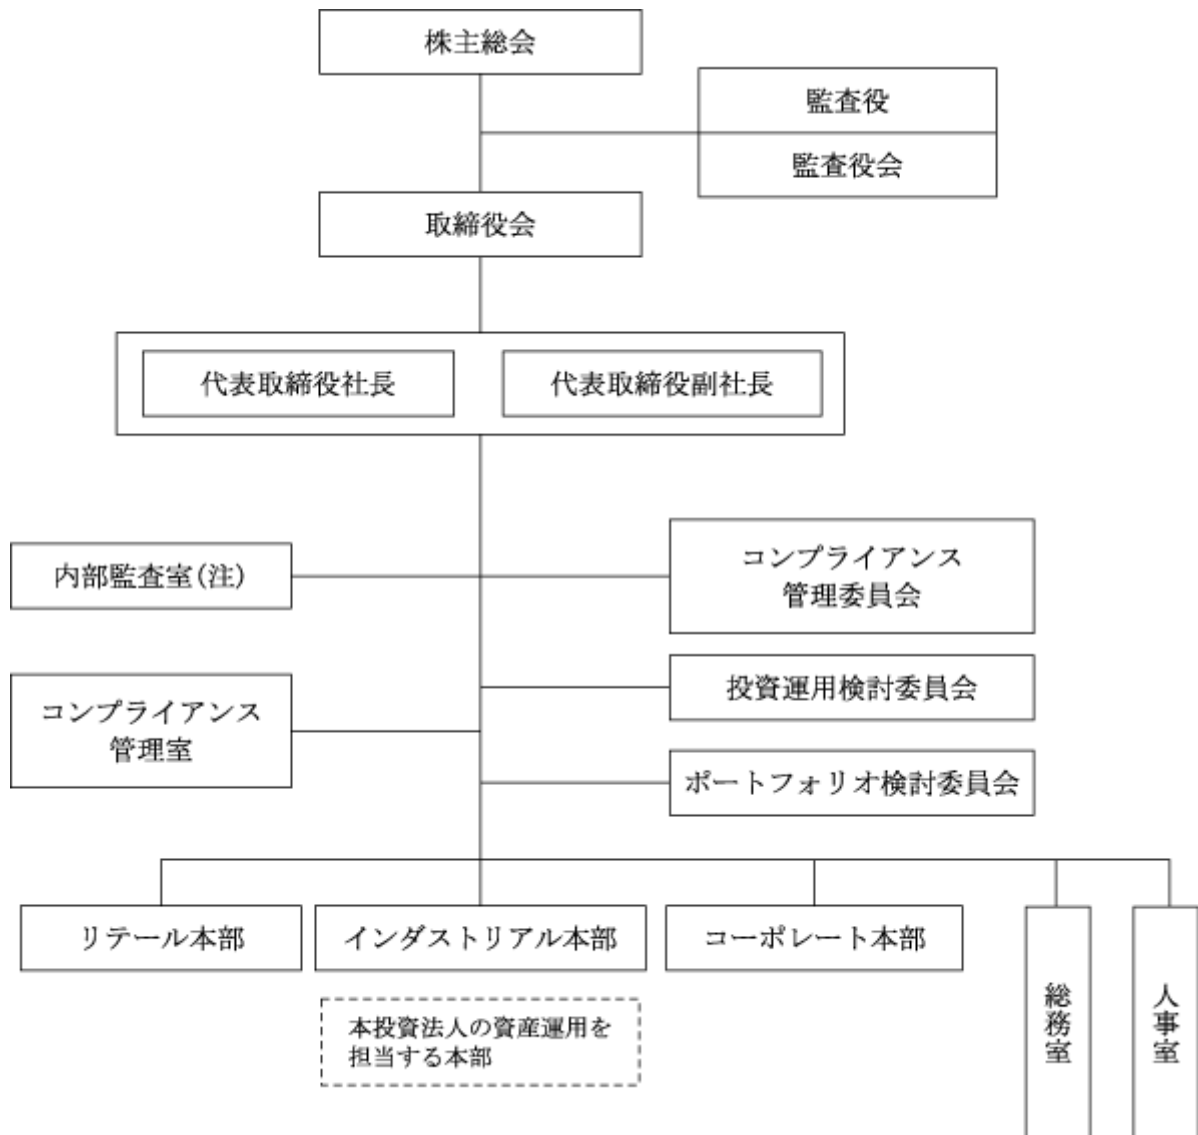 株主総会
監査役
監査役会
取締役会
代表取締役社長
代表取締役副社長
内部監査室(注)
コンプライアンス
管理委員会
コンプライアンス
管理室
投資運用検討委員会
ポートフォリオ検討委員会
リテール本部
インダストリアル本部
コーポレート本部
総務室
人事室
本投資法人の資産運用を
担当する本部